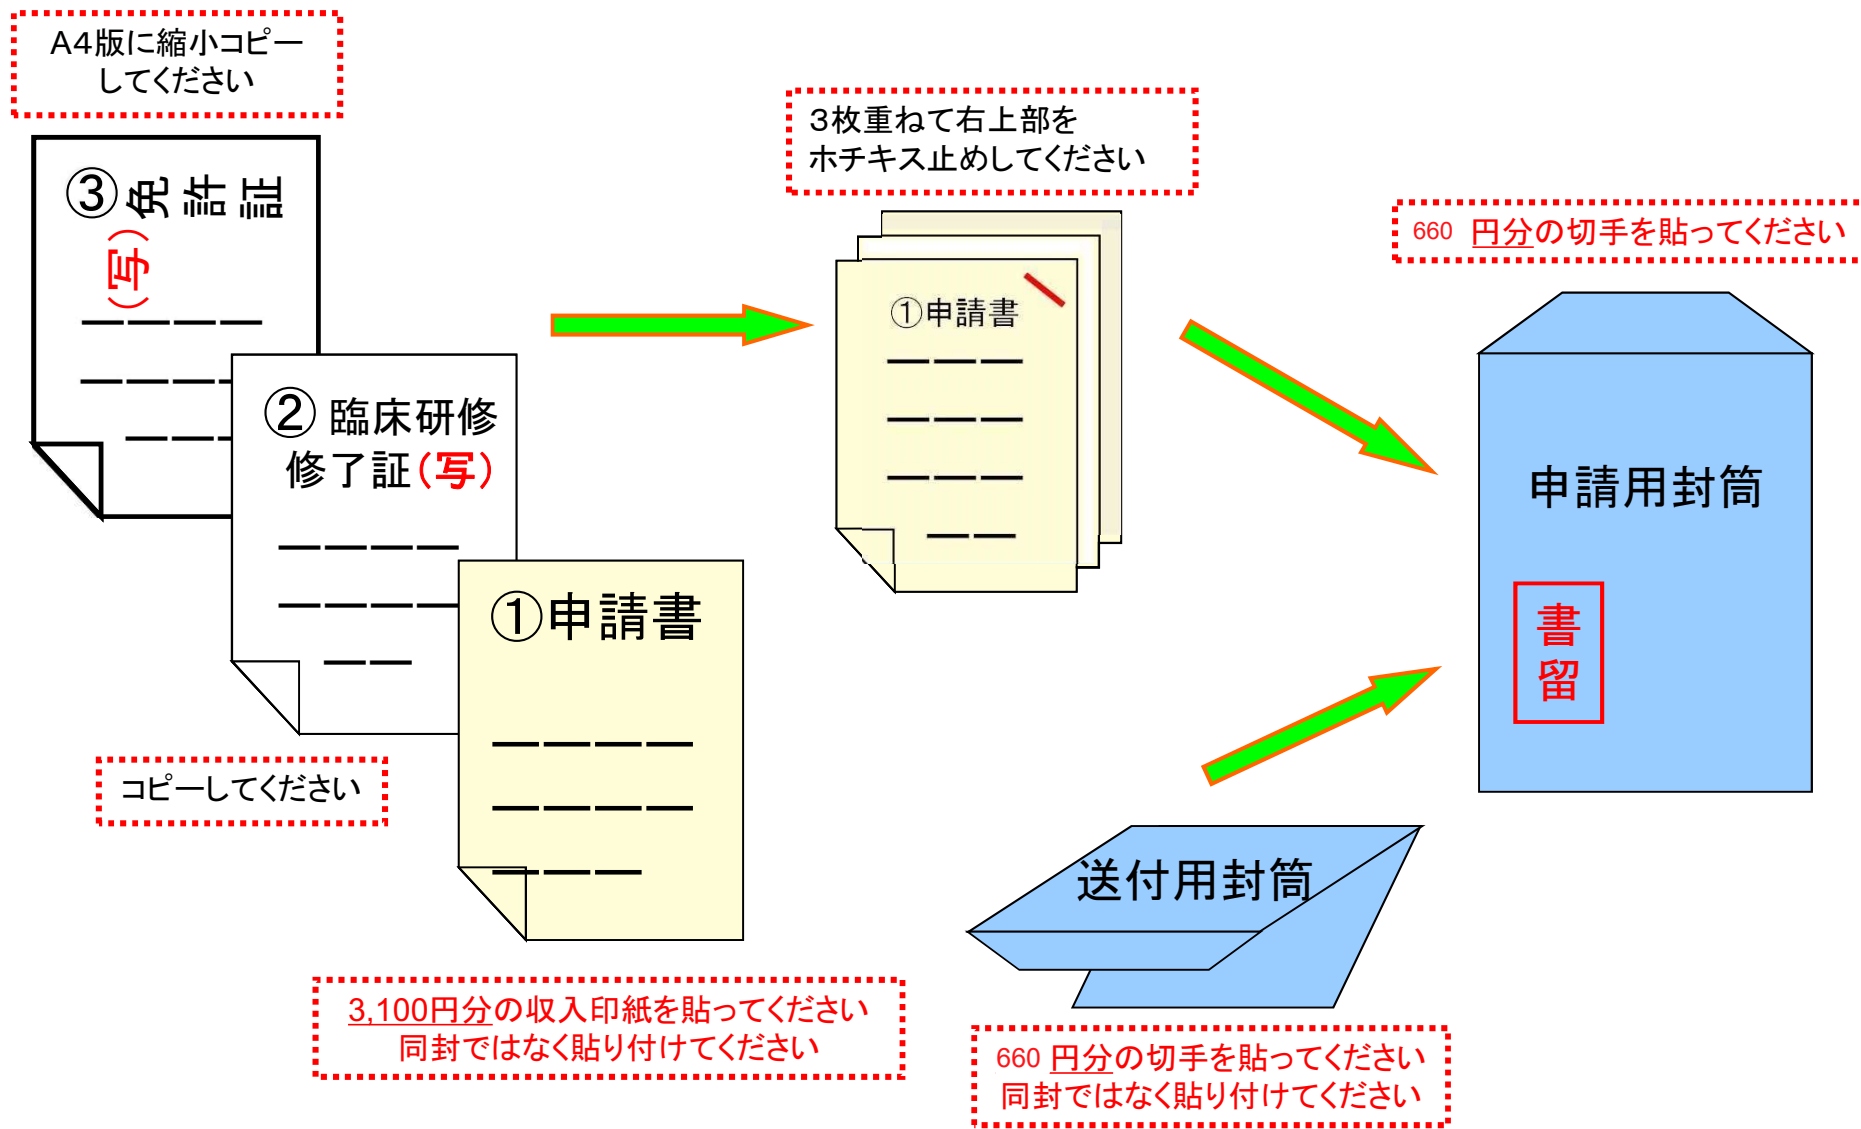 A4版に縮小コピー
してください
③免許証
(写)
② 臨床研修
修了証(写)
①申請書
コピーしてください
3,100円分の収入印紙を貼ってください
同封ではなく貼り付けてください
3枚重ねて右上部を
ホチキス止めしてください
①申請書
660 円分の切手を貼ってください
申請用封筒
書
留
送付用封筒
660 円分の切手を貼ってください
同封ではなく貼り付けてください